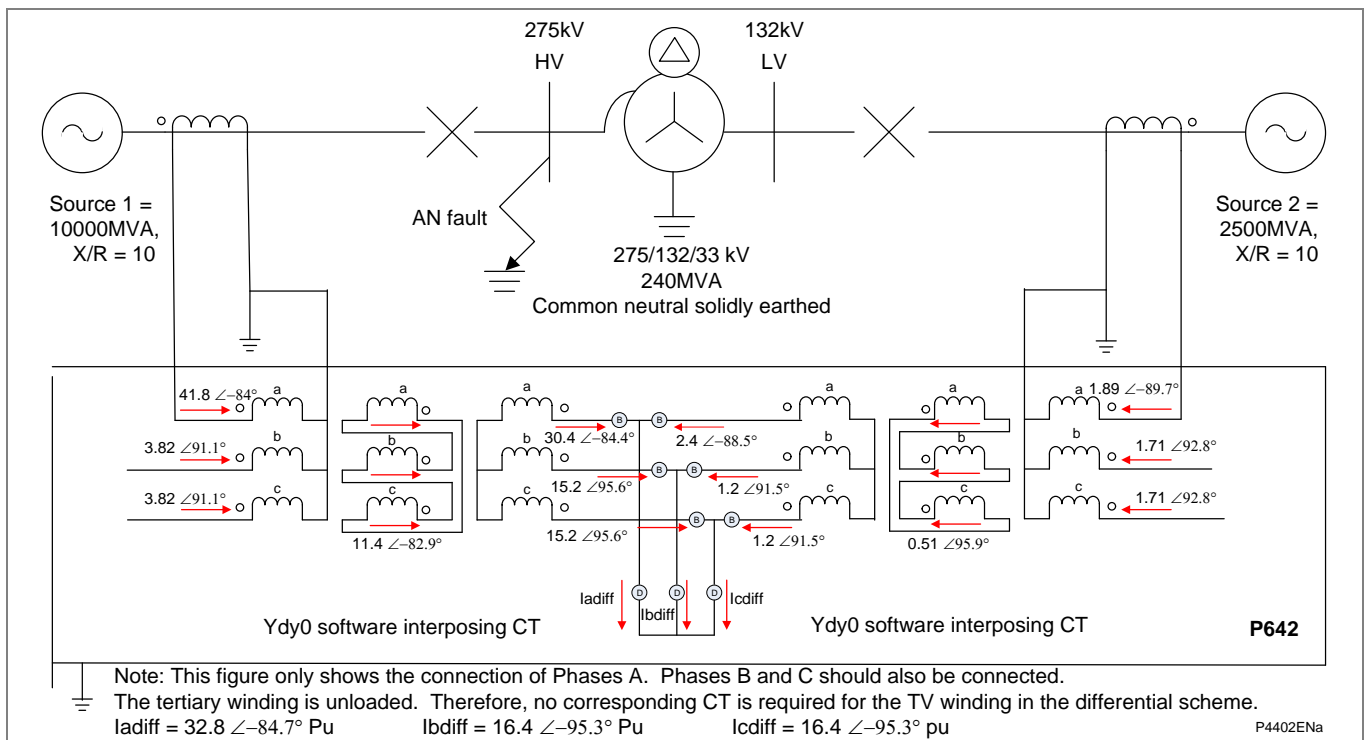 275kV
HV
132kV
LV
Source 1 =
10000MVA,
X/R = 10
AN fault
275/132/33 kV
240MVA
Common neutral solidly earthed
Source 2 =
2500MVA,
X/R = 10
41.8 ∠−84°
a
a
a
a
a
a
1.89 ∠−89.7°
B
B
30.4 ∠−84.4°
2.4 ∠−88.5°
3.82 ∠91.1°
b
b
b
b
b
b
1.71 ∠92.8°
B
B
15.2 ∠95.6°
1.2 ∠91.5°
3.82 ∠91.1°
c
c
c
c
c
c
1.71 ∠92.8°
B
B
11.4 ∠−82.9°
15.2 ∠95.6°
1.2 ∠91.5°
0.51 ∠95.9°
Iadiff
D
Ibdiff
D
D
Icdiff
Ydy0 software interposing CT
Ydy0 software interposing CT
P642
Note: This figure only shows the connection of Phases A. Phases B and C should also be connected.
The tertiary winding is unloaded. Therefore, no corresponding CT is required for the TV winding in the differential scheme.
Iadiff = 32.8 ∠−84.7° Pu
Ibdiff = 16.4 ∠−95.3° Pu
Icdiff = 16.4 ∠−95.3° pu
P4402ENa